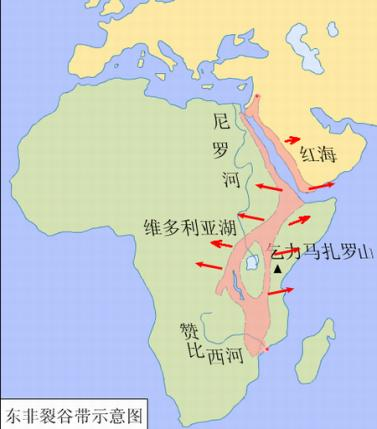 尼罗河
红海
维多利亚湖
乞力马扎罗山
赞比西河
东非裂谷带示意图